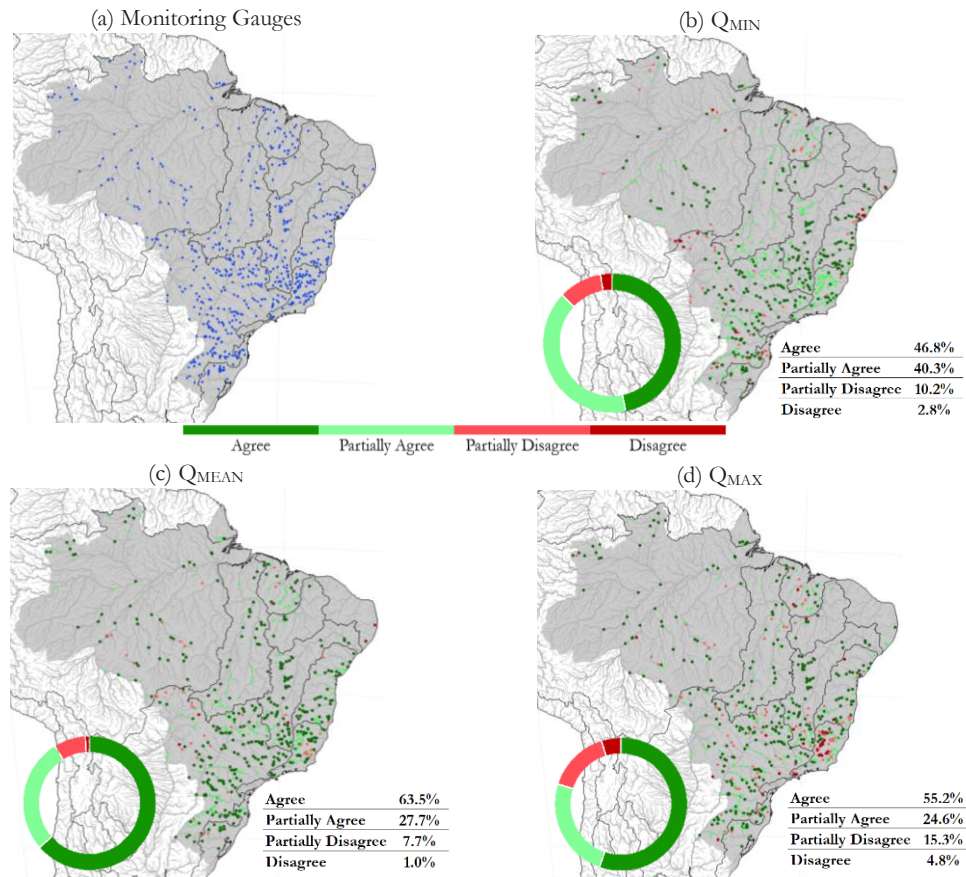 (a) Monitoring Gauges
(b) QMIN
Agree 46.8%
Partially Agree 40.3%
Partially Disagree 10.2%
Disagree 2.8%
Agree Partially Agree Partially Disagree Disagree
(c) QMEAN
(d) QMAX
Agree 63.5%
Partially Agree 27.7%
Partially Disagree 7.7%
Disagree 1.0%
Agree 55.2%
Partially Agree 24.6%
Partially Disagree 15.3%
Disagree 4.8%